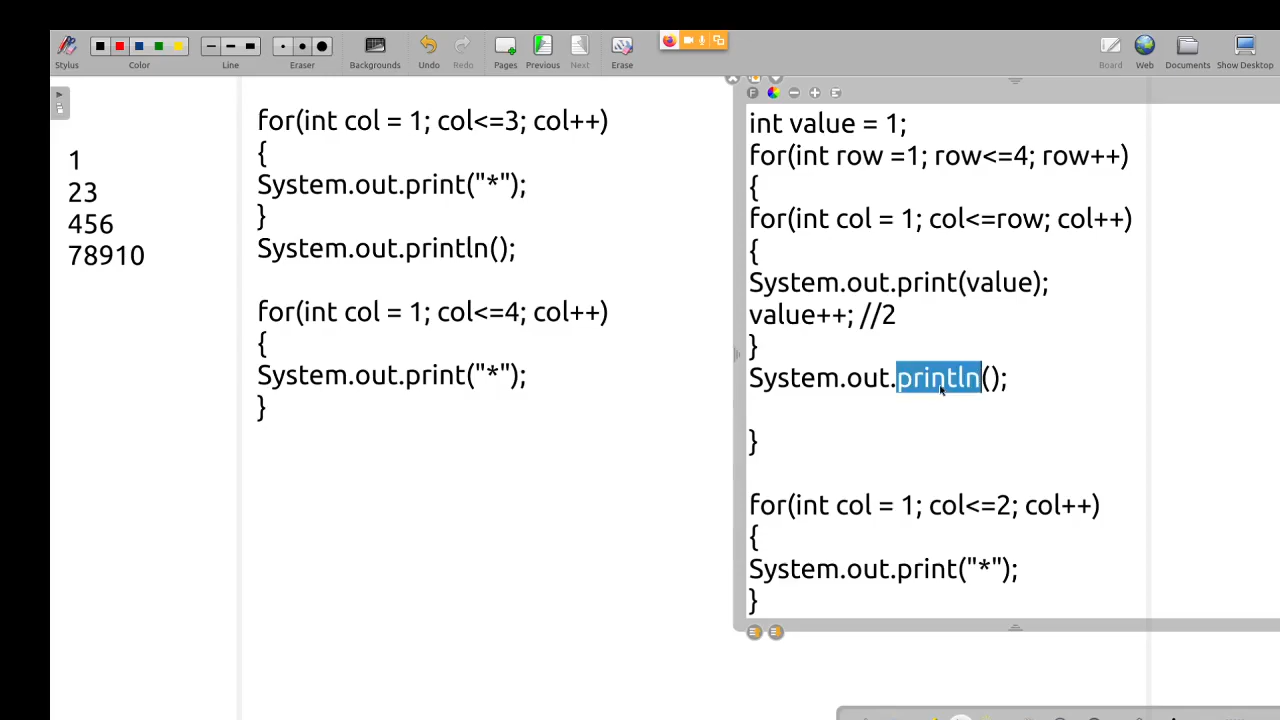 Stylus
Color
Line
Eraser
Backgrounds
Undo
Redo
Pages
Previous
Next
Erase
Board
Web
Documents
Show Desktop
1
23
456
78910
for(int col = 1; col<=3; col++)
{
System.out.print("*");
}
System.out.println();
for(int col = 1; col<=4; col++)
{
System.out.print("*");
}
F
int value = 1;
for(int row =1; row<=4; row++)
{
for(int col = 1; col<=row; col++)
{
System.out.print(value);
value++; //2
}
System.out.println();
}
for(int col = 1; col<=2; col++)
{
System.out.print("*");
}